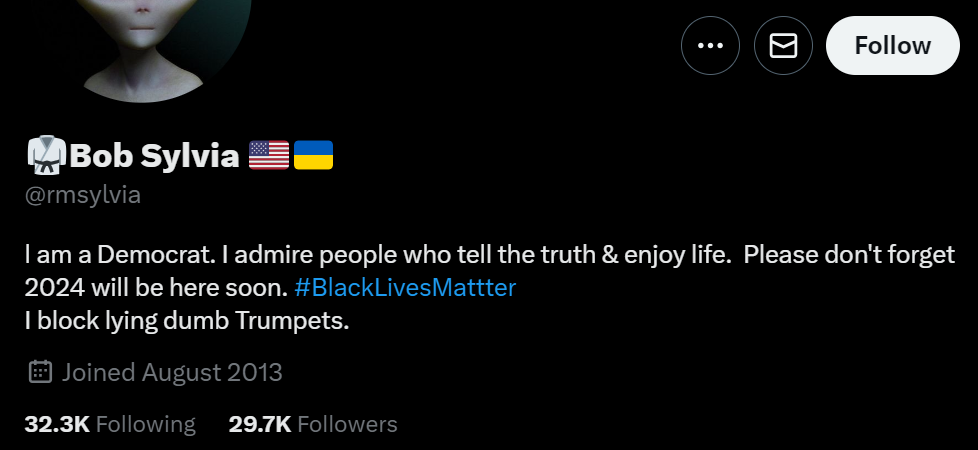 Follow
🥋Bob Sylvia 🇺🇸🇺🇦
@rmsylvia
I am a Democrat. I admire people who tell the truth & enjoy life.  Please don't forget
2024 will be here soon. #BlackLivesMattter
I block lying dumb Trumpets.
Joined August 2013
32.3K Following 29.7K Followers